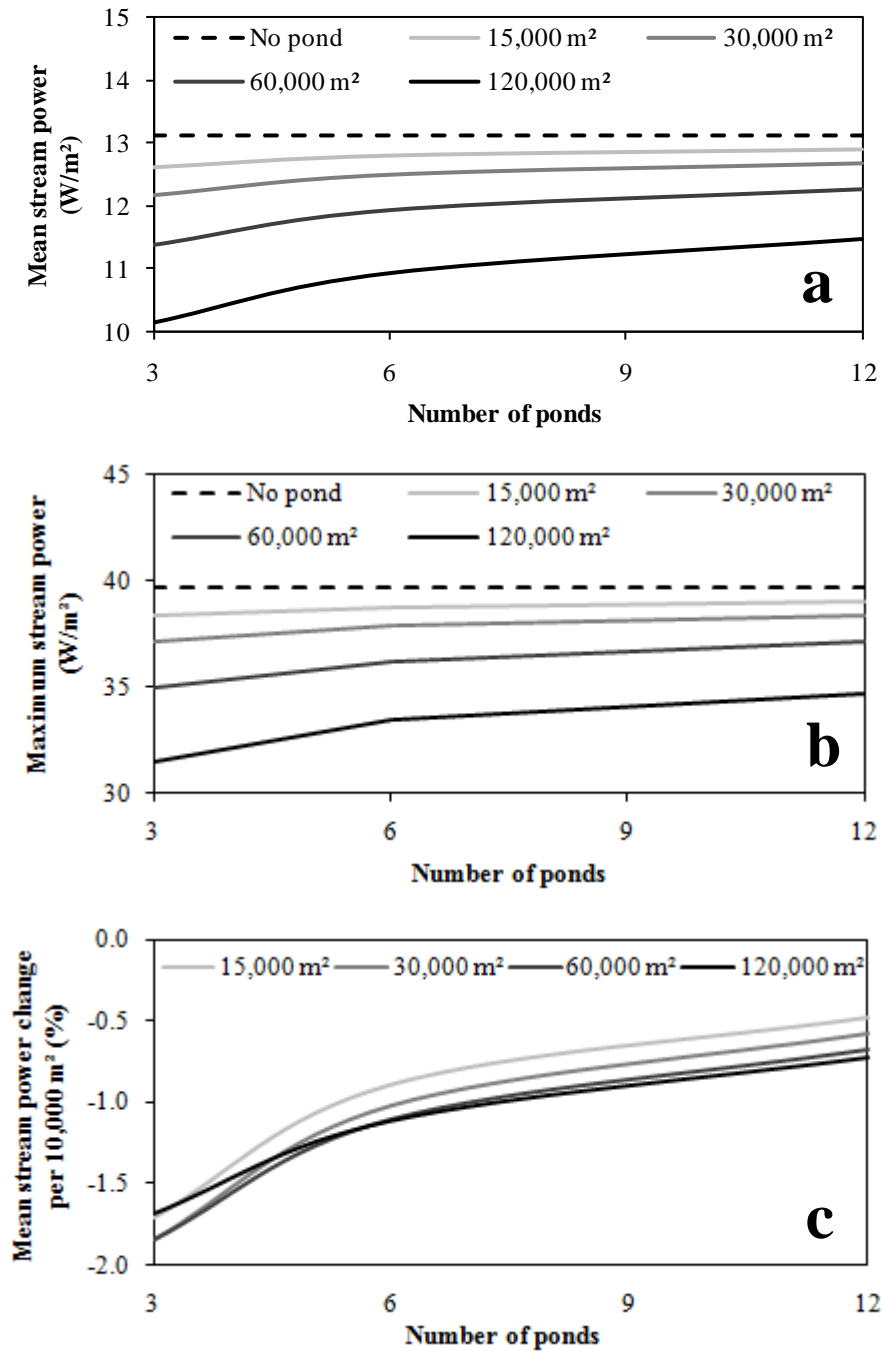 15
14
13
12
11
10
Mean stream power
(W/m²)
No pond 15,000 m² 30,000 m²
60,000 m² 120,000 m²
a
3 6 9 12
Number of ponds
45
40
35
30
Maximum stream power
(W/m²)
No pond 15,000 m² 30,000 m²
60,000 m² 120,000 m²
b
3 6 9 12
Number of ponds
0.0
-0.5
-1.0
-1.5
-2.0
Mean stream power change
per 10,000 m² (%)
15,000 m² 30,000 m² 60,000 m² 120,000 m²
c
3 6 9 12
Number of ponds